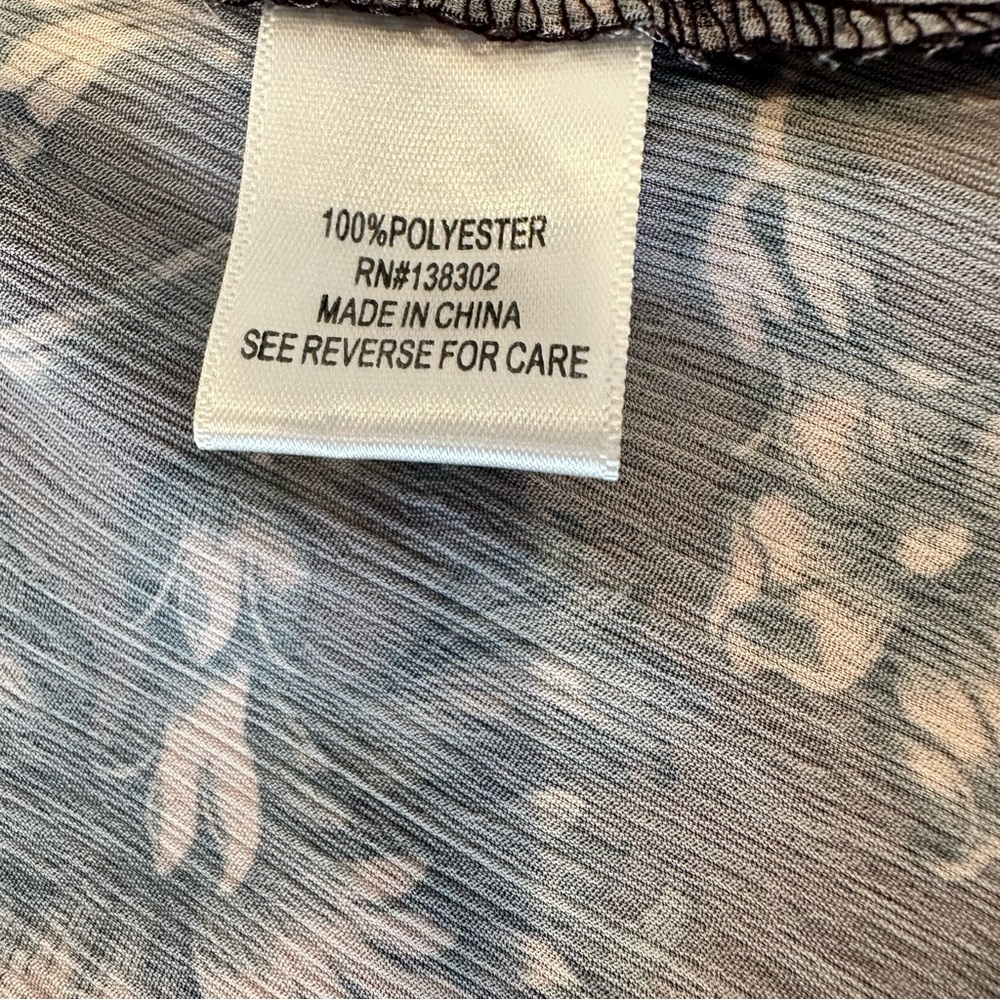 100%POLYESTER
RN#138302
MADE IN CHINA
SEE REVERSE FOR CARE